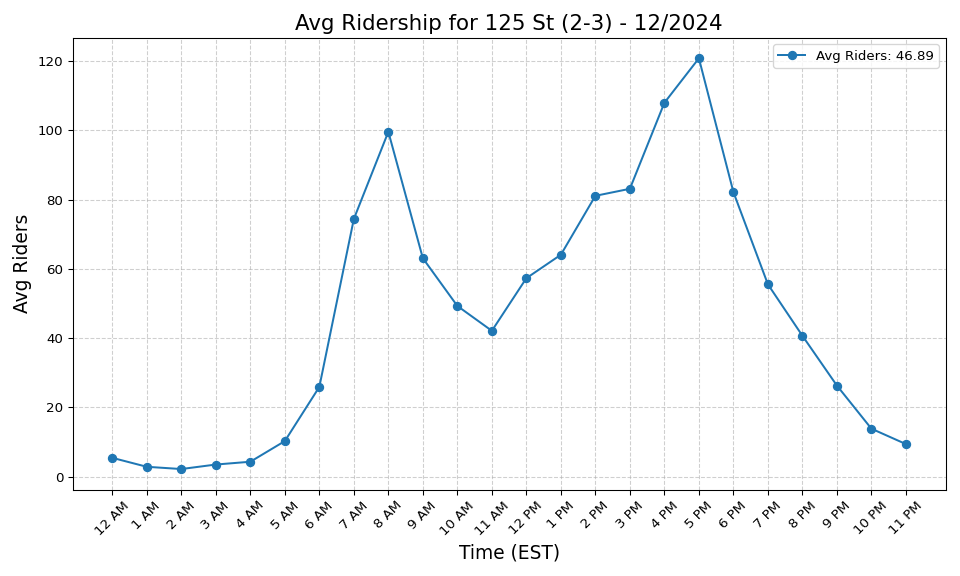 Avg Ridership for 125 St (2-3) - 12/2024
Avg Riders: 46.89
Avg Riders
120
100
80
60
40
20
0
12 AM
1 AM
2 AM
3 AM
4 AM
5 AM
6 AM
7 AM
8 AM
9 AM
10 AM
11 AM
12 PM
1 PM
2 PM
3 PM
4 PM
5 PM
6 PM
7 PM
8 PM
9 PM
10 PM
11 PM
Time (EST)